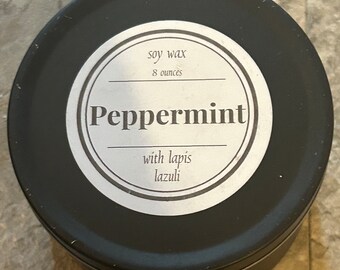 soy wax
8 ounces
Peppermint
with lapis
lazuli